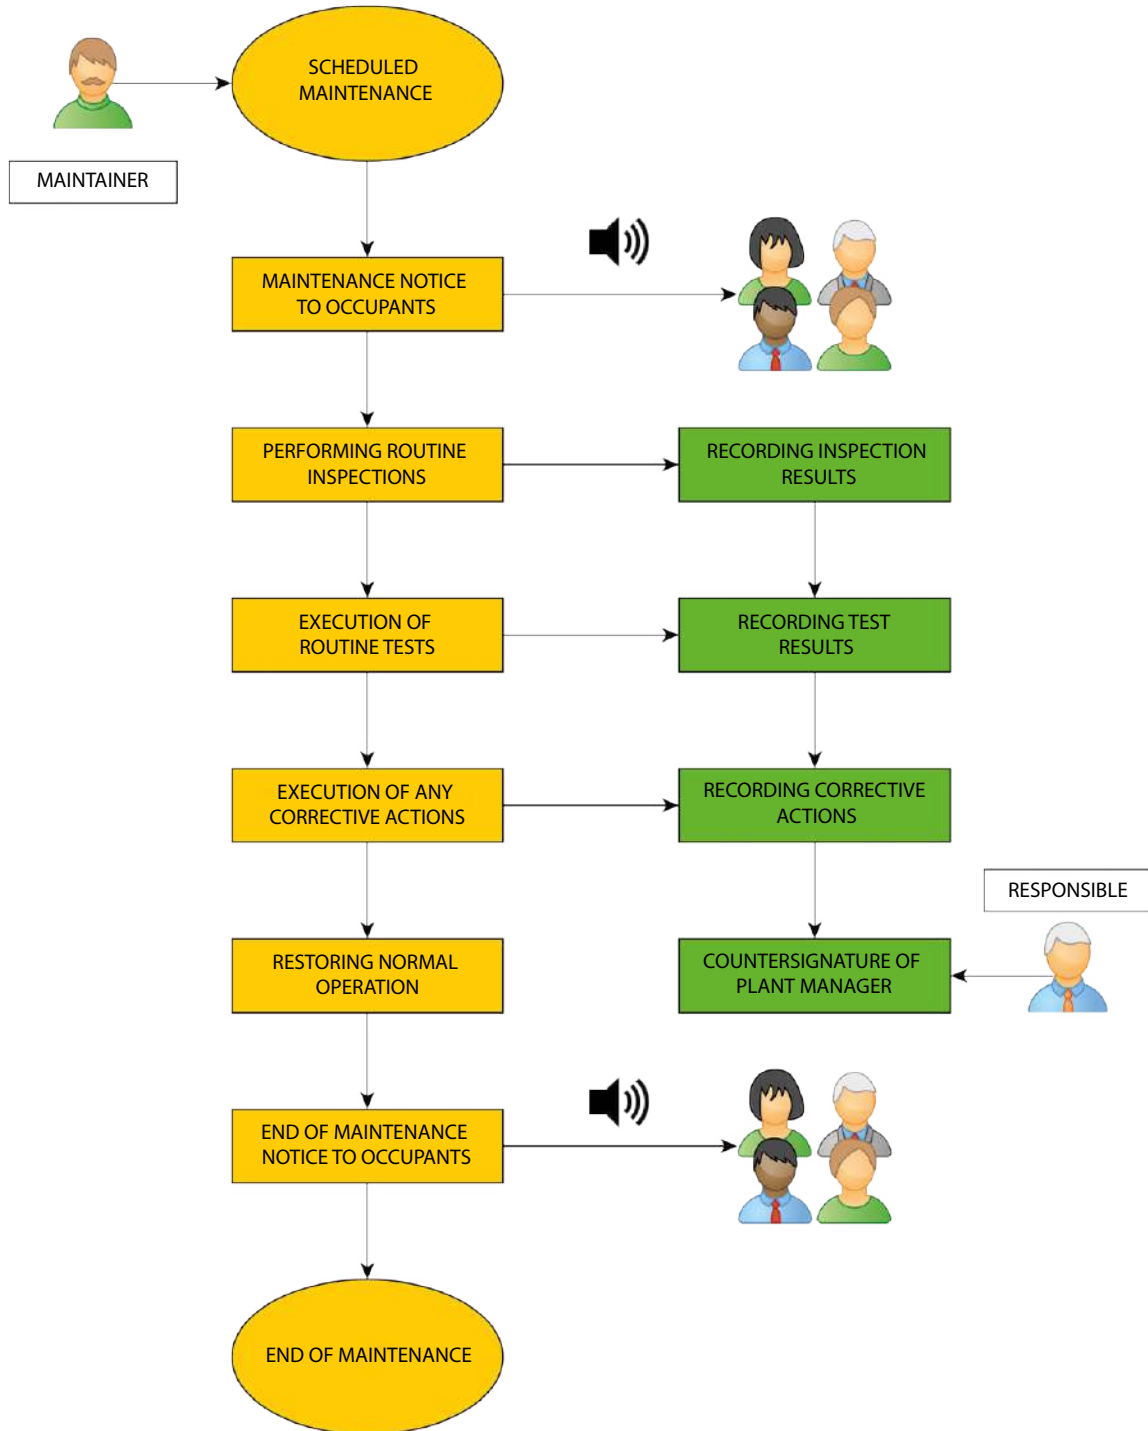 SCHEDULED
MAINTENANCE
MAINTAINER
MAINTENANCE NOTICE
TO OCCUPANTS
PERFORMING ROUTINE
INSPECTIONS
RECORDING INSPECTION
RESULTS
EXECUTION OF
ROUTINE TESTS
RECORDING TEST
RESULTS
EXECUTION OF ANY
CORRECTIVE ACTIONS
RECORDING CORRECTIVE
ACTIONS
RESPONSIBLE
RESTORING NORMAL
OPERATION
COUNTERSIGNATURE OF
PLANT MANAGER
END OF MAINTENANCE
NOTICE TO OCCUPANTS
END OF MAINTENANCE